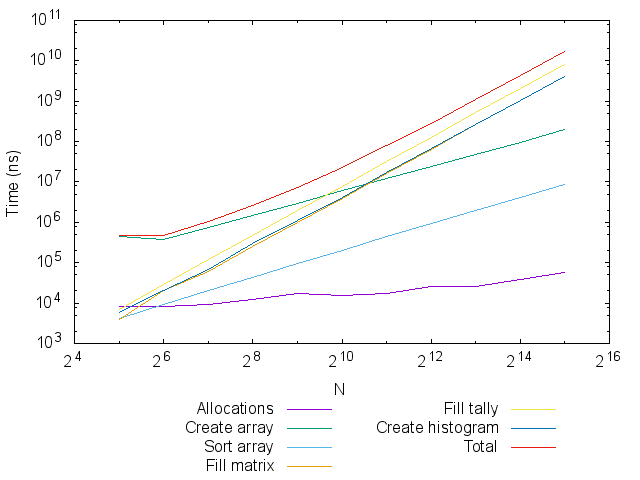 10^11
10^10
10^9
10^8
10^7
10^6
10^5
10^4
10^3
Time (ns)
2^4 2^6 2^8 2^10 2^12 2^14 2^16
N
Allocations
Create array
Sort array
Fill matrix
Fill tally
Create histogram
Total